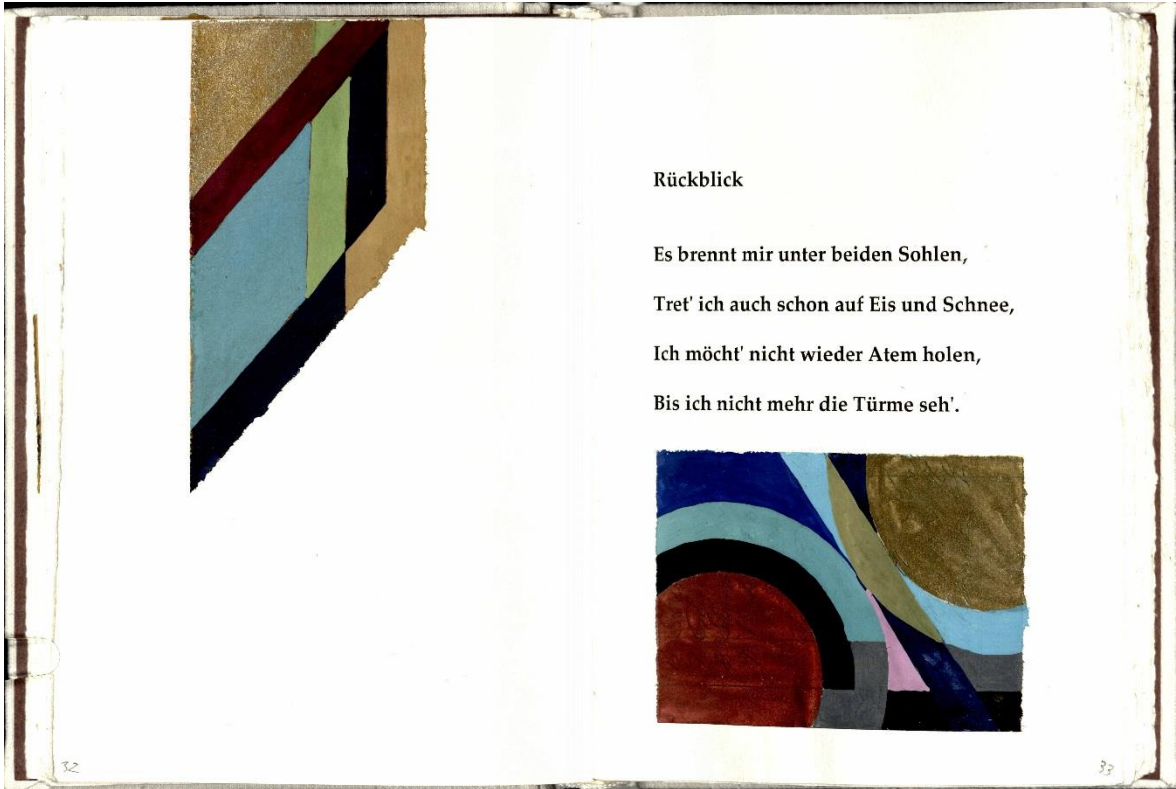 Rückblick
Es brennt mir unter beiden Sohlen,
Tret' ich auch schon auf Eis und Schnee,
Ich möcht' nicht wieder Atem holen,
Bis ich nicht mehr die Türme seh'.
32
33